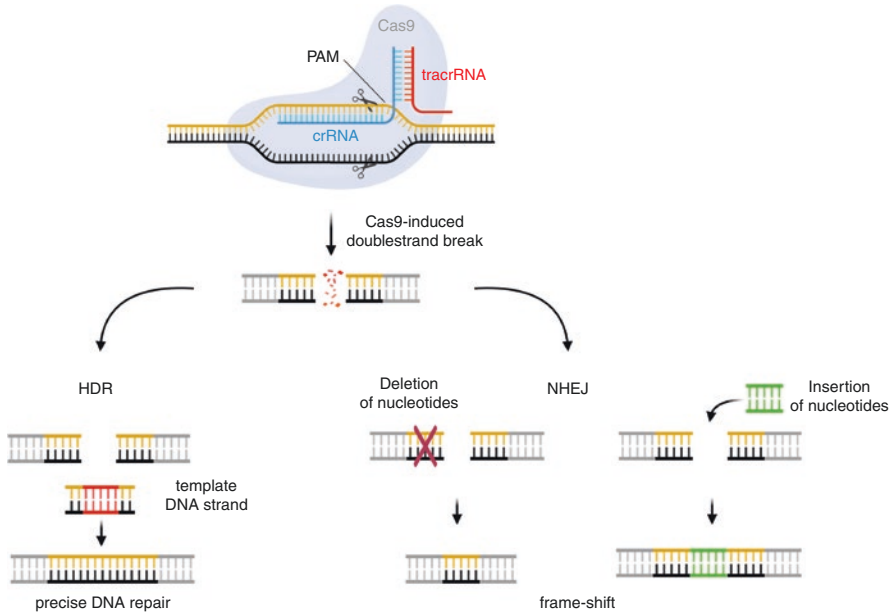 Cas9
PAM
tracrRNA
crRNA
Cas9-induced
doublestrand break
HDR
Deletion
of nucleotides
NHEJ
Insertion
of nucleotides
template
DNA strand
precise DNA repair
frame-shift